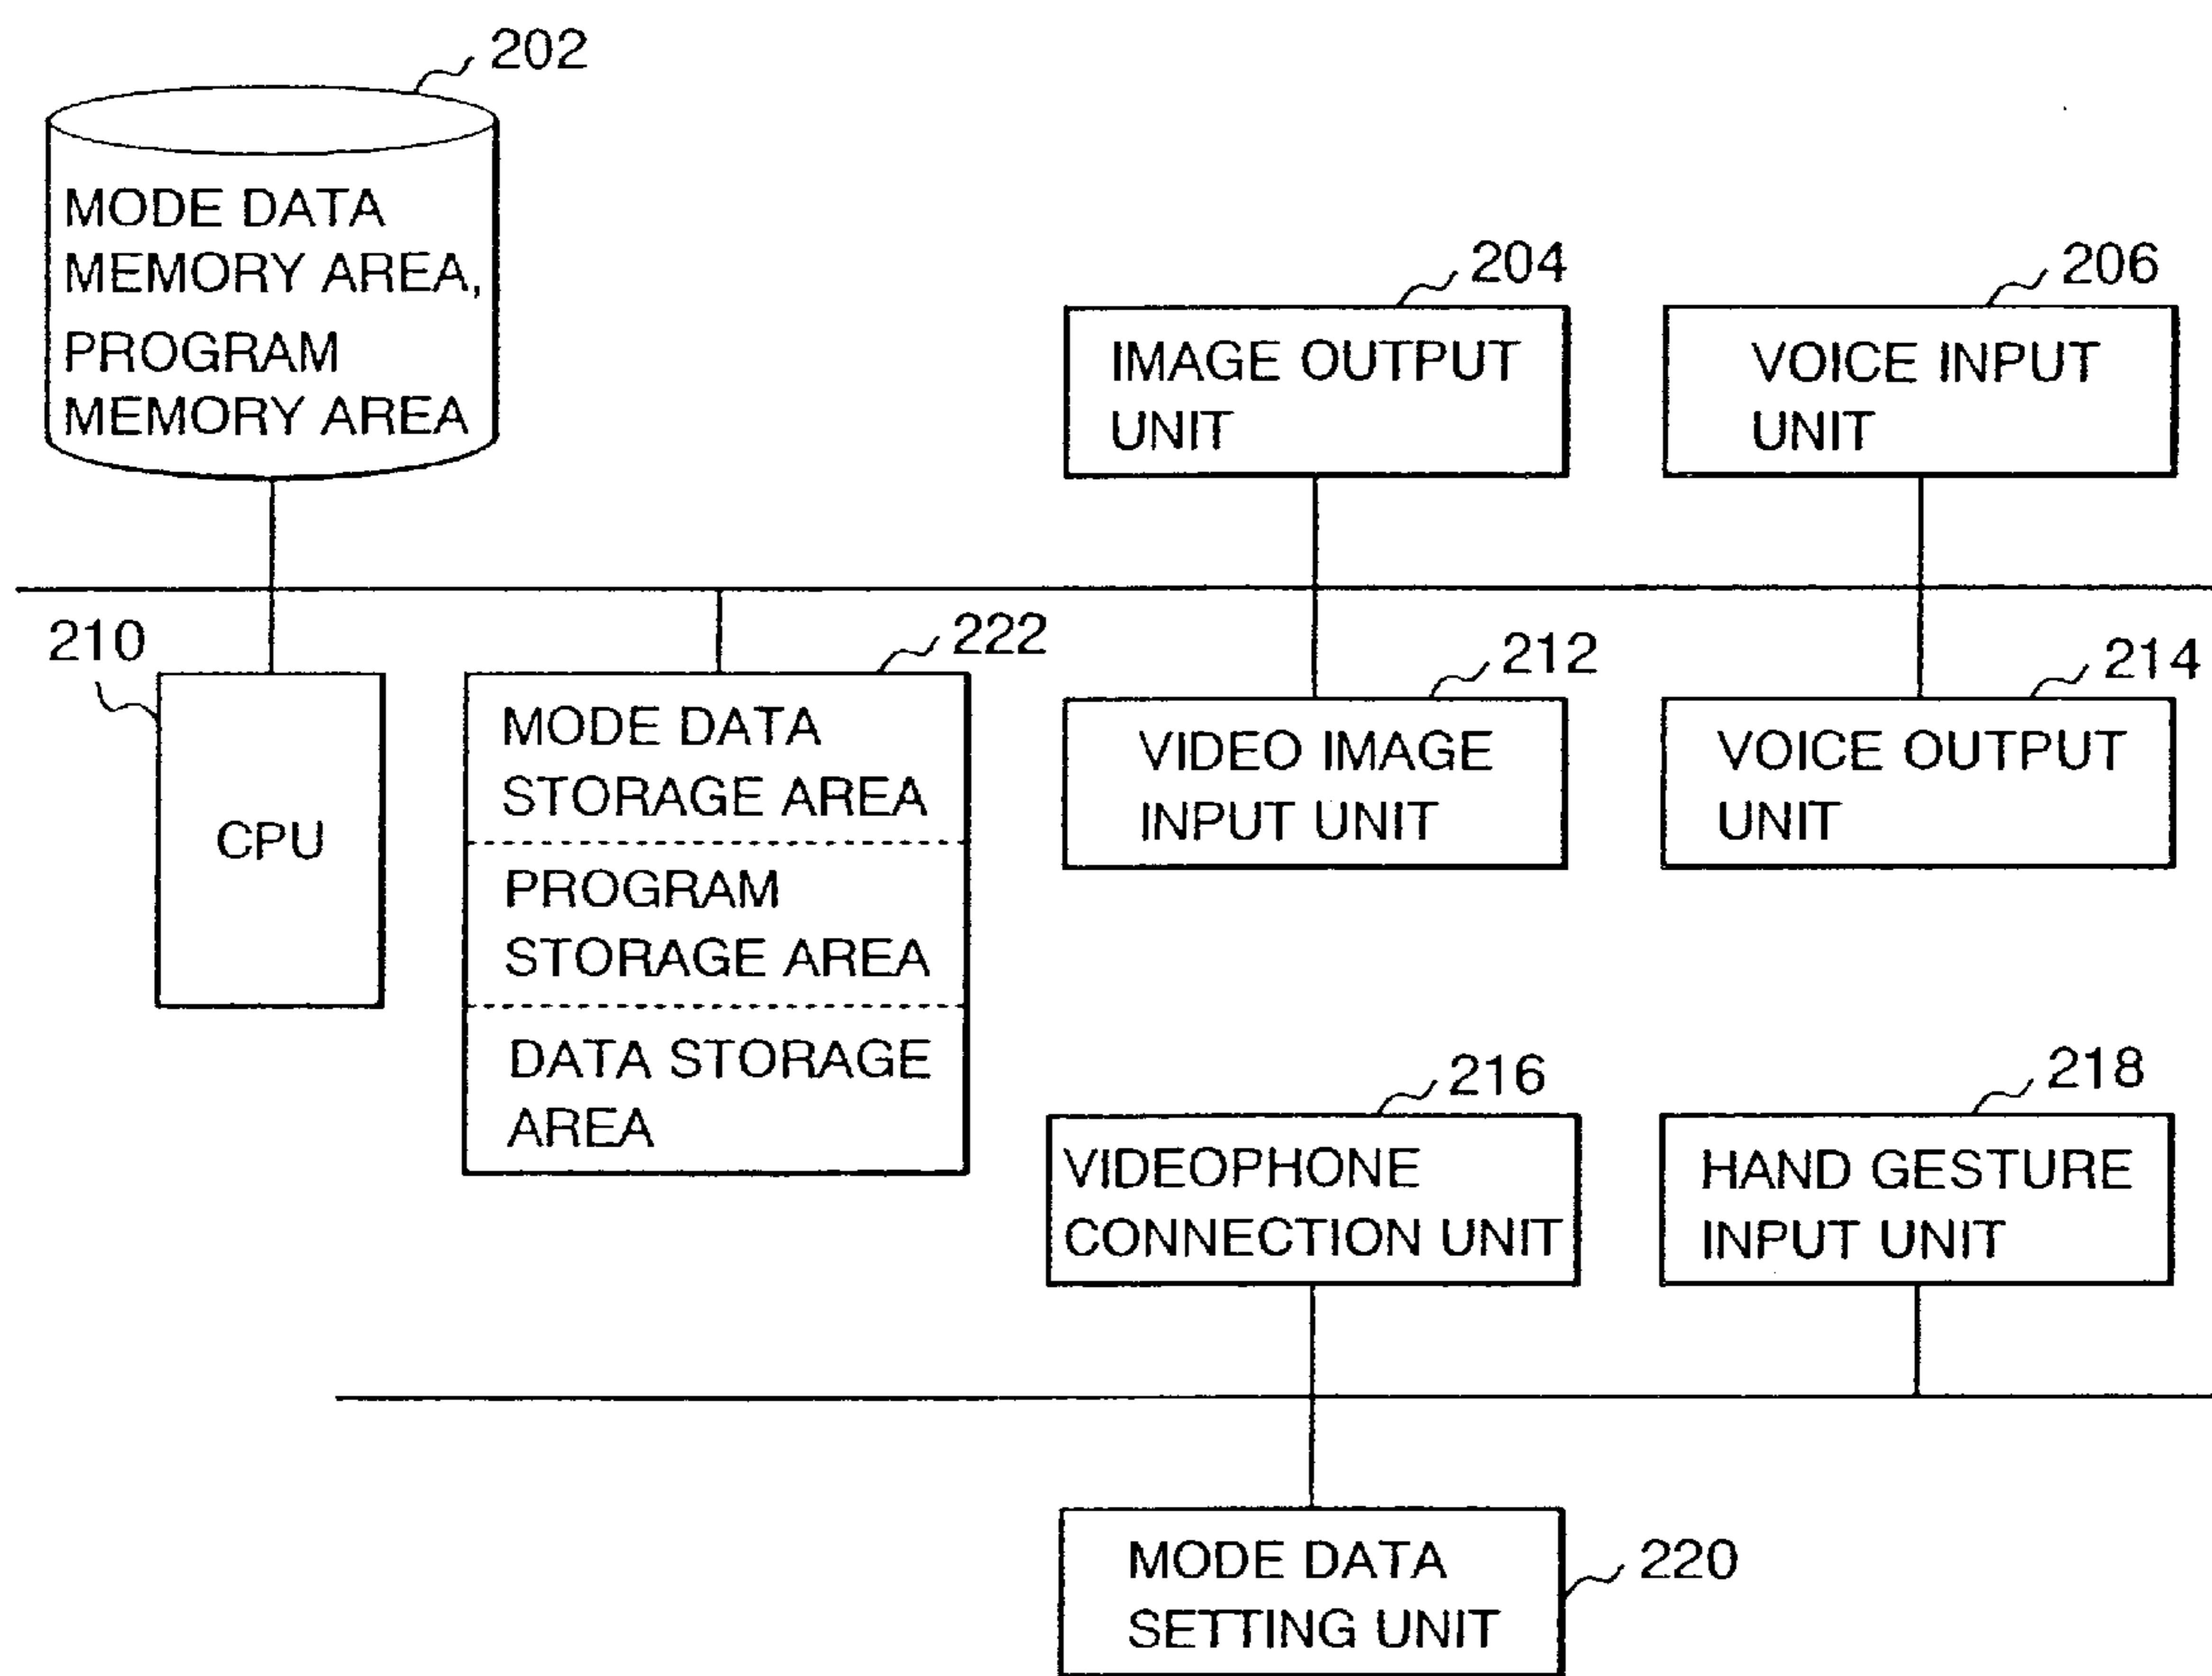 202
MODE DATA
MEMORY AREA,
PROGRAM
MEMORY AREA
204
IMAGE OUTPUT
UNIT
206
VOICE INPUT
UNIT
210
CPU
222
MODE DATA
STORAGE AREA
PROGRAM
STORAGE AREA
DATA STORAGE
AREA
212
VIDEO IMAGE
INPUT UNIT
214
VOICE OUTPUT
UNIT
216
VIDEOPHONE
CONNECTION UNIT
218
HAND GESTURE
INPUT UNIT
MODE DATA
SETTING UNIT
220